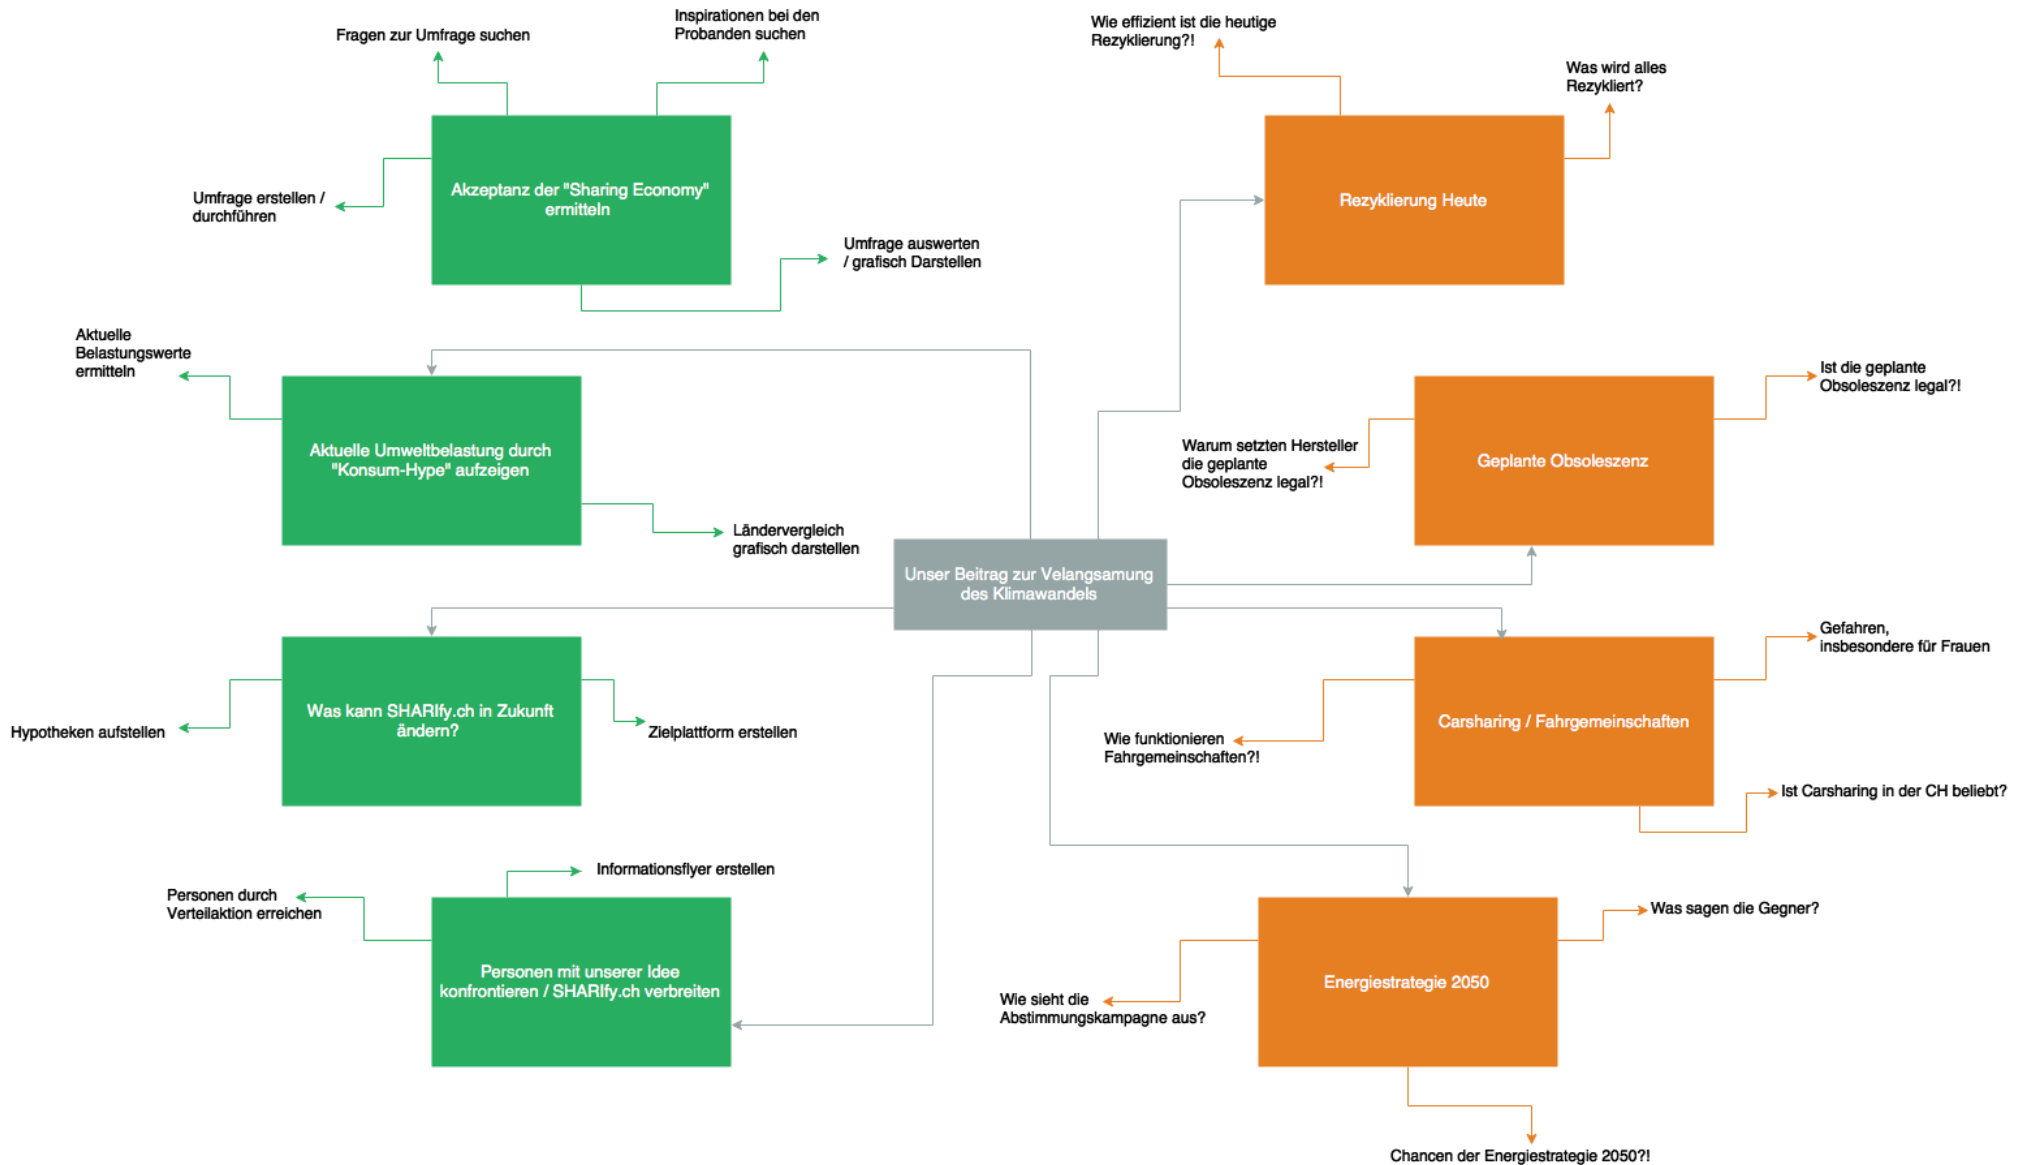 Fragen zur Umfrage suchen
Inspirationen bei den
Probanden suchen
Umfrage erstellen /
durchführen
Akzeptanz der "Sharing Economy"
ermitteln
Umfrage auswerten
/ grafisch Darstellen
Aktuelle
Belastungswerte
ermitteln
Aktuelle Umweltbelastung durch
"Konsum-Hype" aufzeigen
Ländervergleich
grafisch darstellen
Unser Beitrag zur Velangsamung
des Klimawandels
Hypotheken aufstellen
Was kann SHARIfy.ch in Zukunft
ändern?
Zielplattform erstellen
Informationsflyer erstellen
Personen durch
Verteilaktion erreichen
Personen mit unserer Idee
konfrontieren / SHARIfy.ch verbreiten
Wie effizient ist die heutige
Rezyklierung?!
Was wird alles
Rezykliert?
Rezyklierung Heute
Ist die geplante
Obsoleszenz legal?!
Warum setzten Hersteller
die geplante
Obsoleszenz legal?!
Geplante Obsoleszenz
Gefahren,
insbesondere für Frauen
Carsharing / Fahrgemeinschaften
Wie funktionieren
Fahrgemeinschaften?!
Ist Carsharing in der CH beliebt?
Was sagen die Gegner?
Energiestrategie 2050
Wie sieht die
Abstimmungskampagne aus?
Chancen der Energiestrategie 2050?!